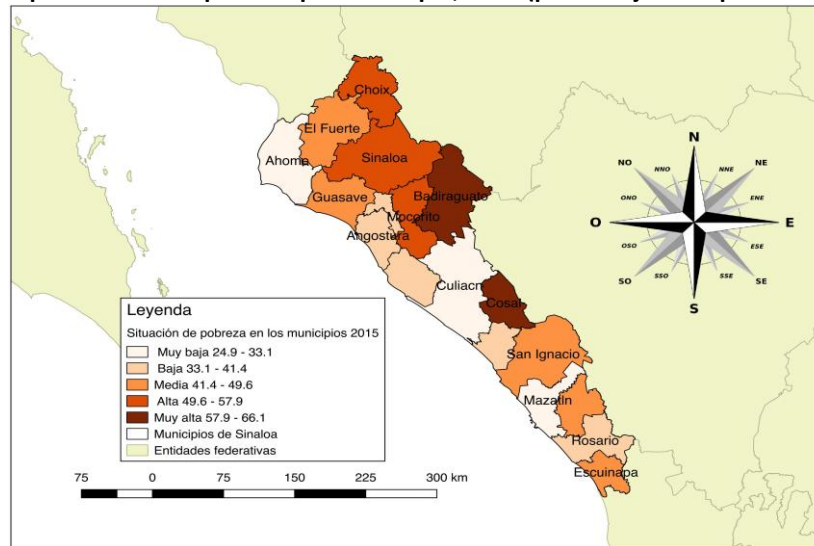 Choix
El Fuerte
Ahome
Sinaloa
Guasave
Badiraguato
Mocorito
Angostura
Culiacn
Cosal
San Ignacio
Mazatln
Rosario
Escuinapa
N
NNO
NNE
NO
NE
ONO
ENE
O
E
OSO
ESE
SO
SE
SSO
SSE
S
Leyenda
Situación de pobreza en los municipios 2015
Muy baja 24.9 - 33.1
Baja 33.1 - 41.4
Media 41.4 - 49.6
Alta 49.6 - 57.9
Muy alta 57.9 - 66.1
Municipios de Sinaloa
Entidades federativas
75 0 75 150 225 300 km